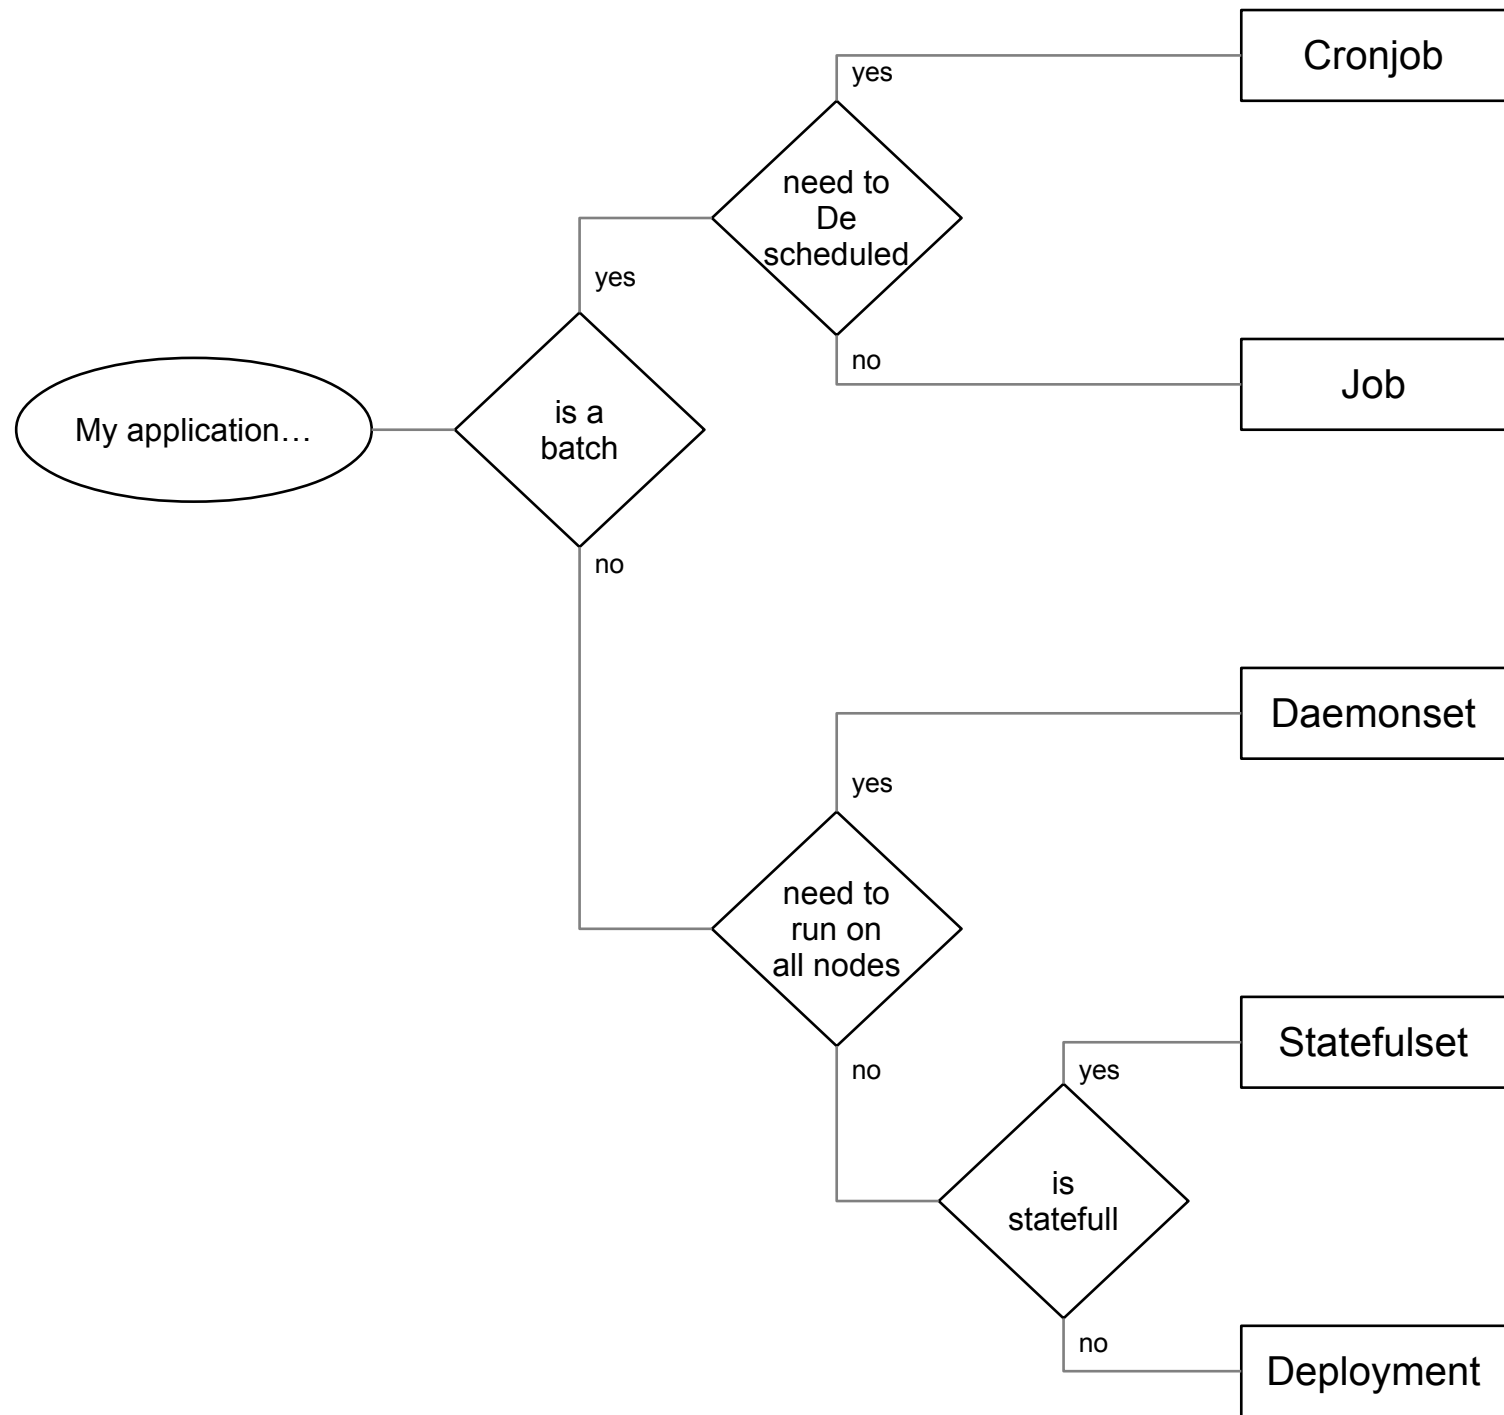 Cronjob
yes
need to
De
scheduled
yes
no
Job
My application…
is a
batch
no
Daemonset
yes
need to
run on
all nodes
no
Statefulset
yes
is
statefull
no
Deployment